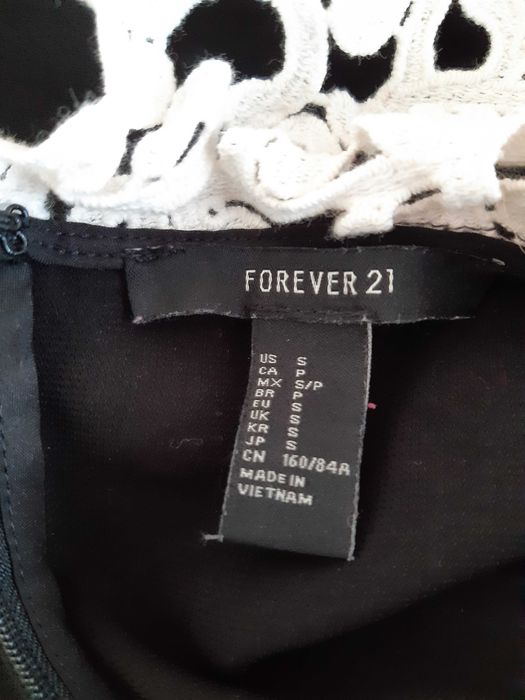 FOREVER 21
US S
CA P
MX S/P
BR P
EU S
UK S
KR S
JP S
CN 160/84A
MADE IN
VIETNAM